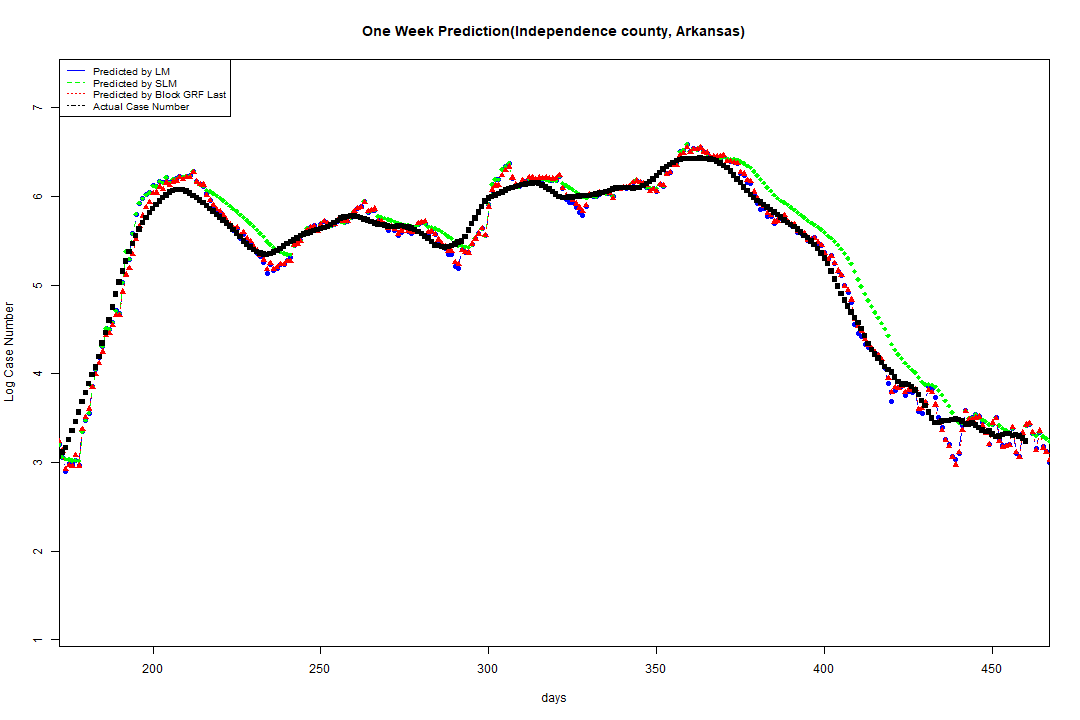 One Week Prediction(Independence county, Arkansas)
Predicted by LM
Predicted by SLM
Predicted by Block GRF Last
Actual Case Number
7
6
5
4
3
2
1
Log Case Number
200 250 300 350 400 450
days